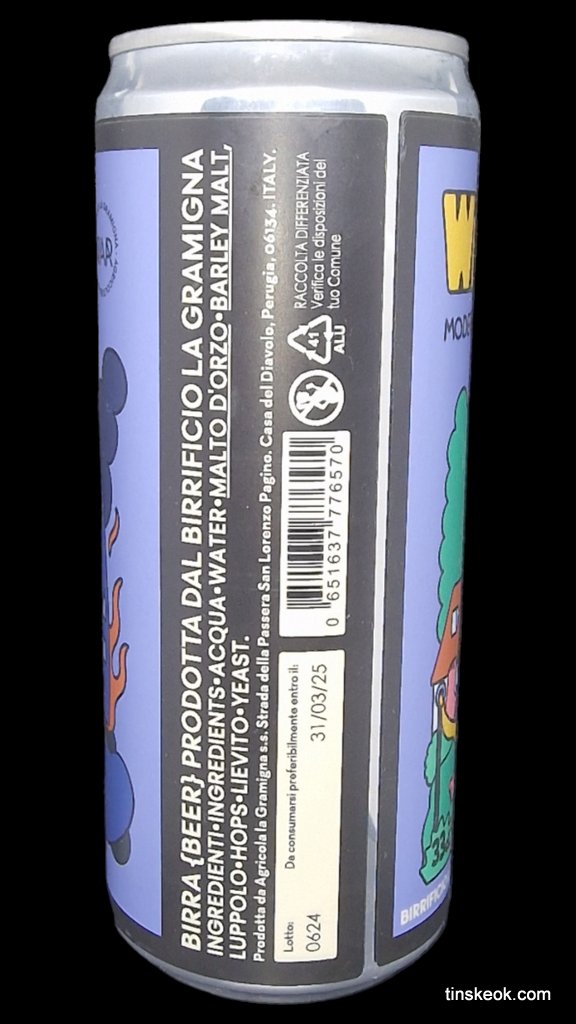 BIRRA {BEER} PRODOTTA DAL BIRRIFICIO LA GRAMIGNA
INGREDIENTI•INGREDIENTS•ACQUA•WATER•MALTO D'ORZO•BARLEY MALT,
LUPPOLO•HOPS•LIEVITO•YEAST.
Prodotta da Agricola la Gramigna s.s. Strada della Passera San Lorenzo Pagino. Casa del Diavolo, Perugia, 06134. ITALY.
Lotto:
0624
Da consumarsi preferibilmente entro il:
31/03/25
0 651637 776570
41
ALU
RACCOLTA DIFFERENZIATA
Verifica le disposizioni del
tuo Comune
BIRRIFICIO
tinskeok.com